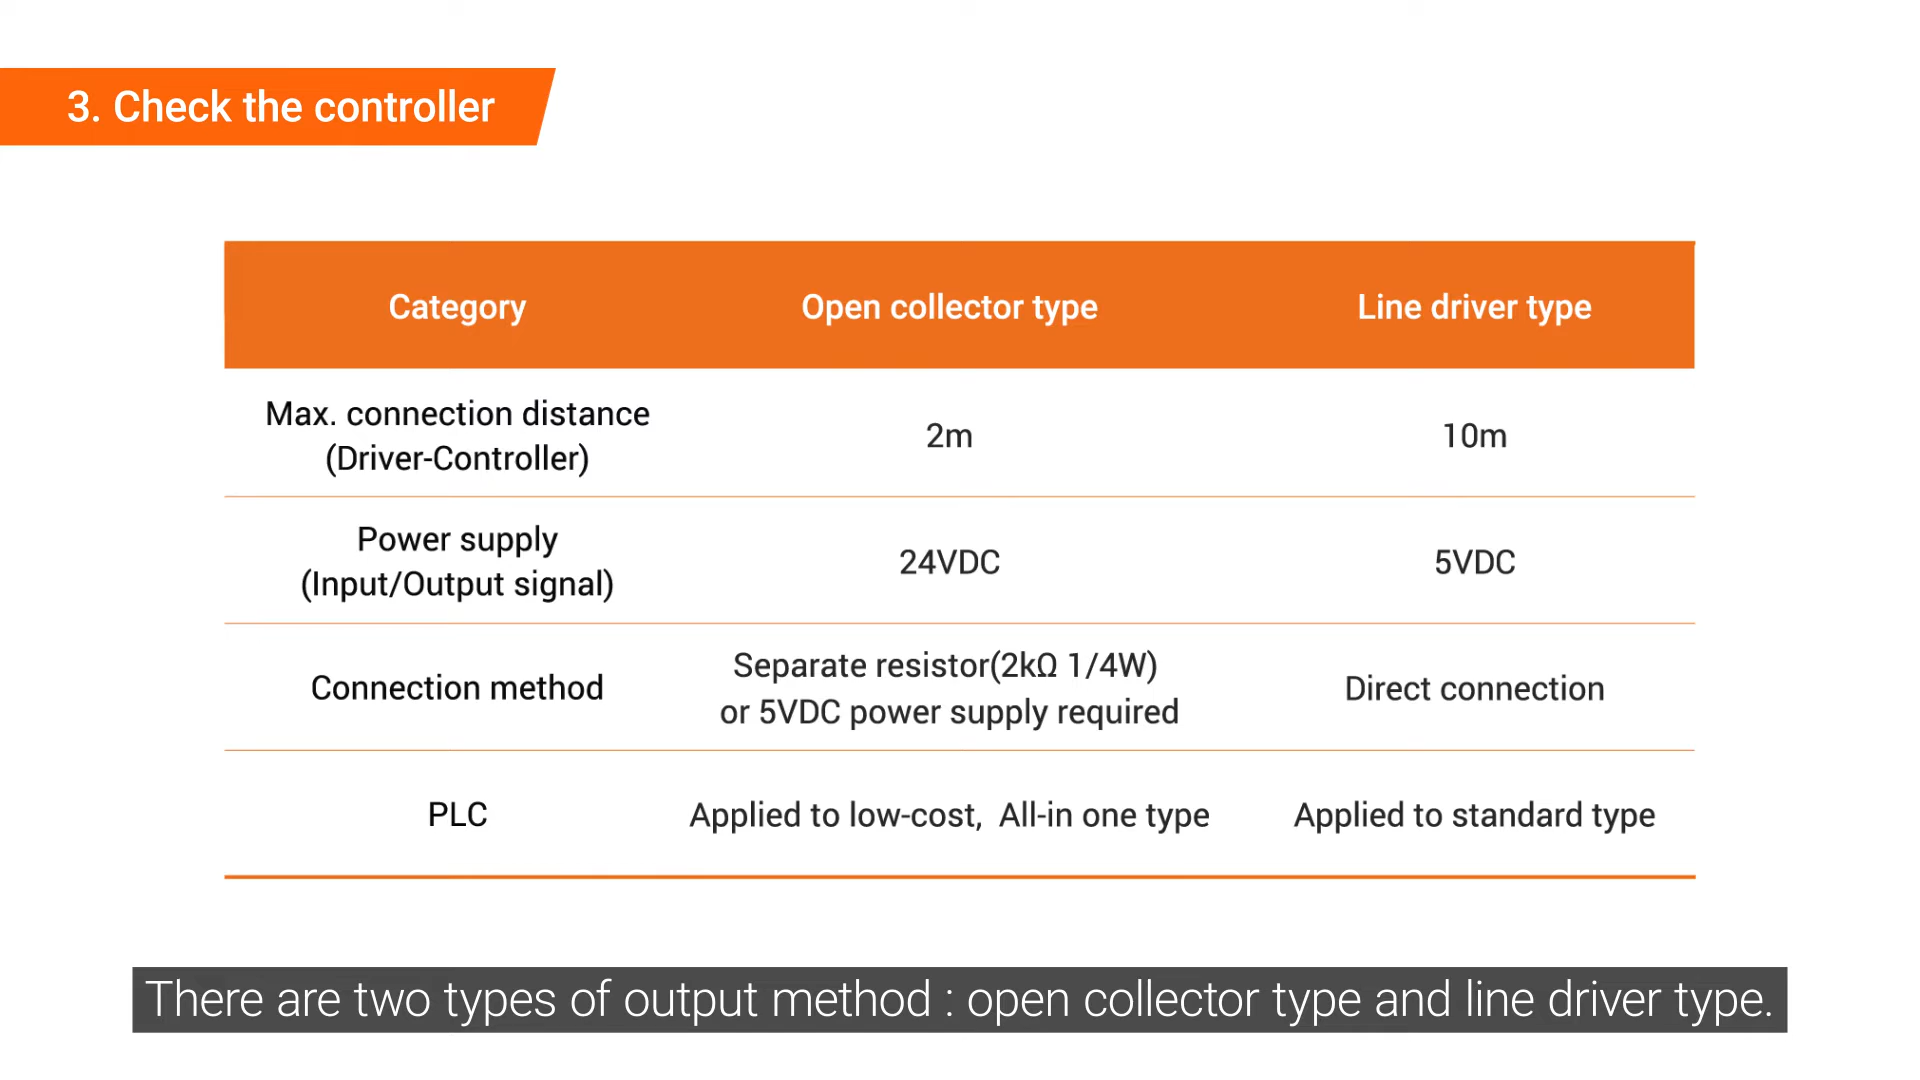 3. Check the controller
Category Open collector type Line driver type
Max. connection distance
(Driver-Controller)
2m 10m
Power supply
(Input/Output signal)
24VDC 5VDC
Connection method
Separate resistor(2kΩ 1/4W)
or 5VDC power supply required
Direct connection
PLC Applied to low-cost,  All-in one type Applied to standard type
There are two types of output method : open collector type and line driver type.